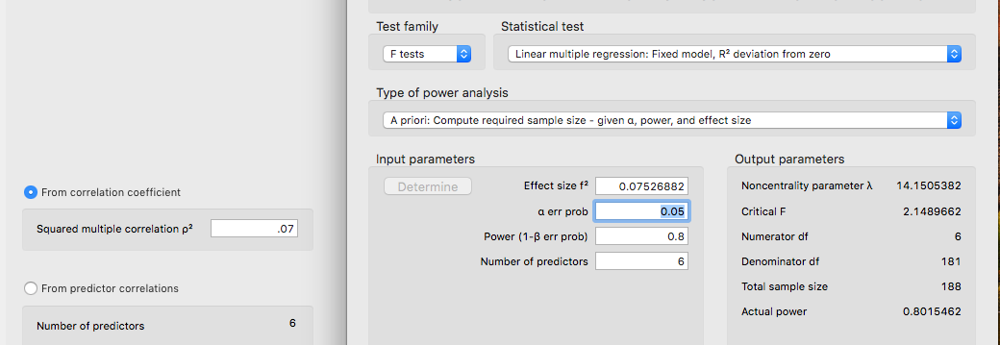 Test family
Statistical test
F tests
Linear multiple regression: Fixed model, R² deviation from zero
Type of power analysis
A priori: Compute required sample size - given α, power, and effect size
Input parameters
Output parameters
Determine
Effect size f²
0.07526882
α err prob
0.05
Power (1-β err prob)
0.8
Number of predictors
6
Noncentrality parameter λ
14.1505382
Critical F
2.1489662
Numerator df
6
Denominator df
181
Total sample size
188
Actual power
0.8015462
From correlation coefficient
Squared multiple correlation ρ²
.07
From predictor correlations
Number of predictors
6